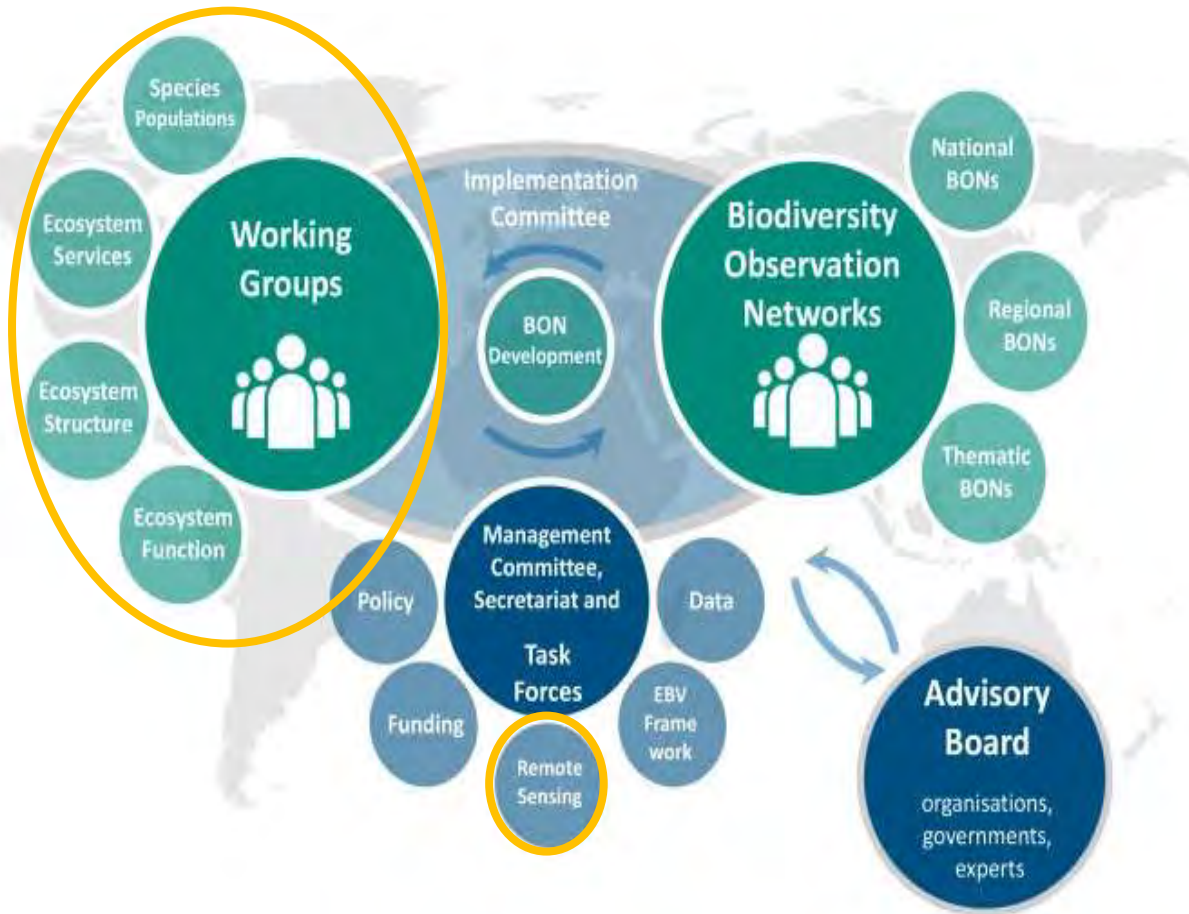 Species
Populations
Ecosystem
Services
Ecosystem
Structure
Ecosystem
Function
Working
Groups
Implementation
Committee
BON
Development
Biodiversity
Observation
Networks
National
BONs
Regional
BONs
Thematic
BONs
Management
Committee,
Secretariat and
Task
Forces
Policy
Funding
Remote
Sensing
EBV
Frame
work
Data
Advisory
Board
organisations,
governments,
experts